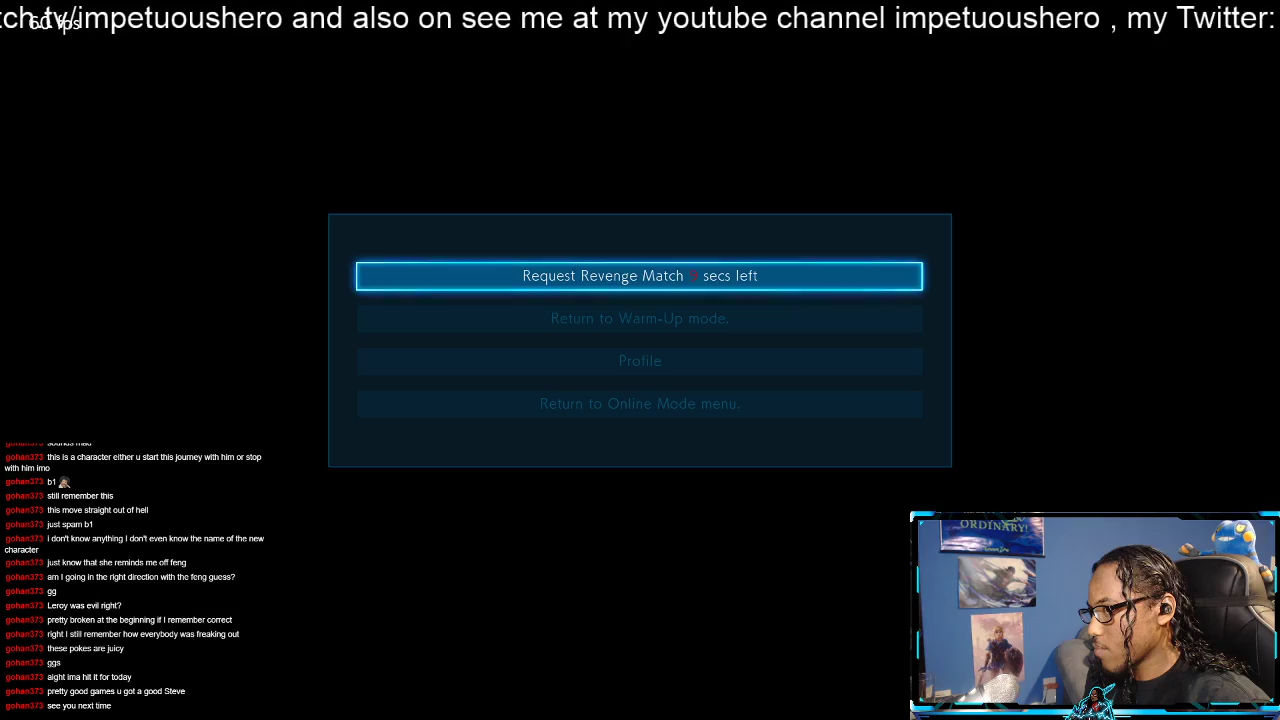 tch.tv/impetuoushero and also on see me at my youtube channel impetuoushero , my Twitter:
60 fps
Request Revenge Match secs left
Return to Warm-Up mode.
Profile
Return to Online Mode menu.
gohan373 sounds mad
gohan373 this is a character either u start this journey with him or stop
with him imo
gohan373 b1
gohan373 still remember this
gohan373 this move straight out of hell
gohan373 just spam b1
gohan373 I don't know anything I don't even know the name of the new
character
gohan373 just know that she reminds me off feng
gohan373 am I going in the right direction with the feng guess?
gohan373 gg
gohan373 Leroy was evil right?
gohan373 pretty broken at the beginning if I remember correct
gohan373 right I still remember how everybody was freaking out
gohan373 these pokes are juicy
gohan373 ggs
gohan373 aight ima hit it for today
gohan373 pretty good games u got a good Steve
gohan373 see you next time
ORDINARY!